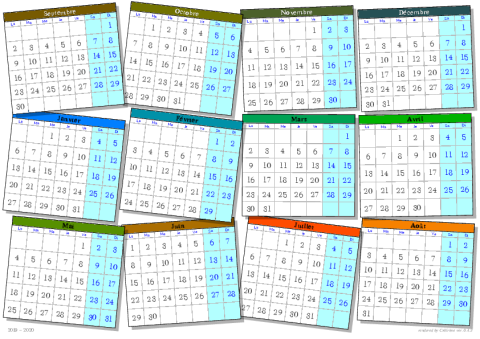 Septembre
Lu Ma Me Je Ve Sa Di
1
2 3 4 5 6 7 8
9 10 11 12 13 14 15
16 17 18 19 20 21 22
23 24 25 26 27 28 29
30
Octobre
Lu Ma Me Je Ve Sa Di
1 2 3 4 5 6
7 8 9 10 11 12 13
14 15 16 17 18 19 20
21 22 23 24 25 26 27
28 29 30 31
Novembre
Lu Ma Me Je Ve Sa Di
1 2 3
4 5 6 7 8 9 10
11 12 13 14 15 16 17
18 19 20 21 22 23 24
25 26 27 28 29 30
Décembre
Lu Ma Me Je Ve Sa Di
1
2 3 4 5 6 7 8
9 10 11 12 13 14 15
16 17 18 19 20 21 22
23 24 25 26 27 28 29
30 31
Janvier
Lu Ma Me Je Ve Sa Di
1 2 3 4 5
6 7 8 9 10 11 12
13 14 15 16 17 18 19
20 21 22 23 24 25 26
27 28 29 30 31
Février
Lu Ma Me Je Ve Sa Di
1 2
3 4 5 6 7 8 9
10 11 12 13 14 15 16
17 18 19 20 21 22 23
24 25 26 27 28 29
Mars
Lu Ma Me Je Ve Sa Di
1
2 3 4 5 6 7 8
9 10 11 12 13 14 15
16 17 18 19 20 21 22
23 24 25 26 27 28 29
30 31
Avril
Lu Ma Me Je Ve Sa Di
1 2 3 4 5
6 7 8 9 10 11 12
13 14 15 16 17 18 19
20 21 22 23 24 25 26
27 28 29 30
Mai
Lu Ma Me Je Ve Sa Di
1 2 3
4 5 6 7 8 9 10
11 12 13 14 15 16 17
18 19 20 21 22 23 24
25 26 27 28 29 30 31
Juin
Lu Ma Me Je Ve Sa Di
1 2 3 4 5 6 7
8 9 10 11 12 13 14
15 16 17 18 19 20 21
22 23 24 25 26 27 28
29 30
Juillet
Lu Ma Me Je Ve Sa Di
1 2 3 4 5
6 7 8 9 10 11 12
13 14 15 16 17 18 19
20 21 22 23 24 25 26
27 28 29 30 31
Août
Lu Ma Me Je Ve Sa Di
1 2
3 4 5 6 7 8 9
10 11 12 13 14 15 16
17 18 19 20 21 22 23
24 25 26 27 28 29 30
31
2019 - 2020